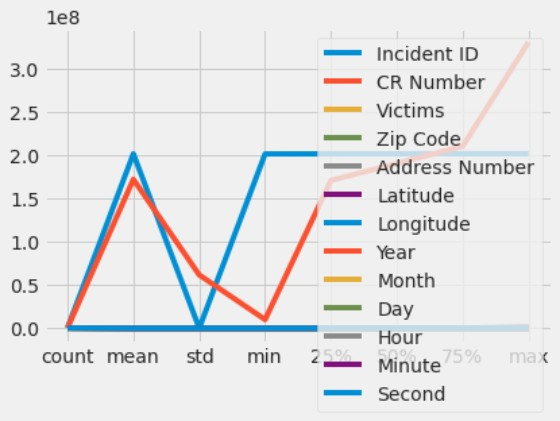 1e8
3.0
2.5
2.0
1.5
1.0
0.5
0.0
count mean std min 25% 50% 75% max
Incident ID
CR Number
Victims
Zip Code
Address Number
Latitude
Longitude
Year
Month
Day
Hour
Minute
Second